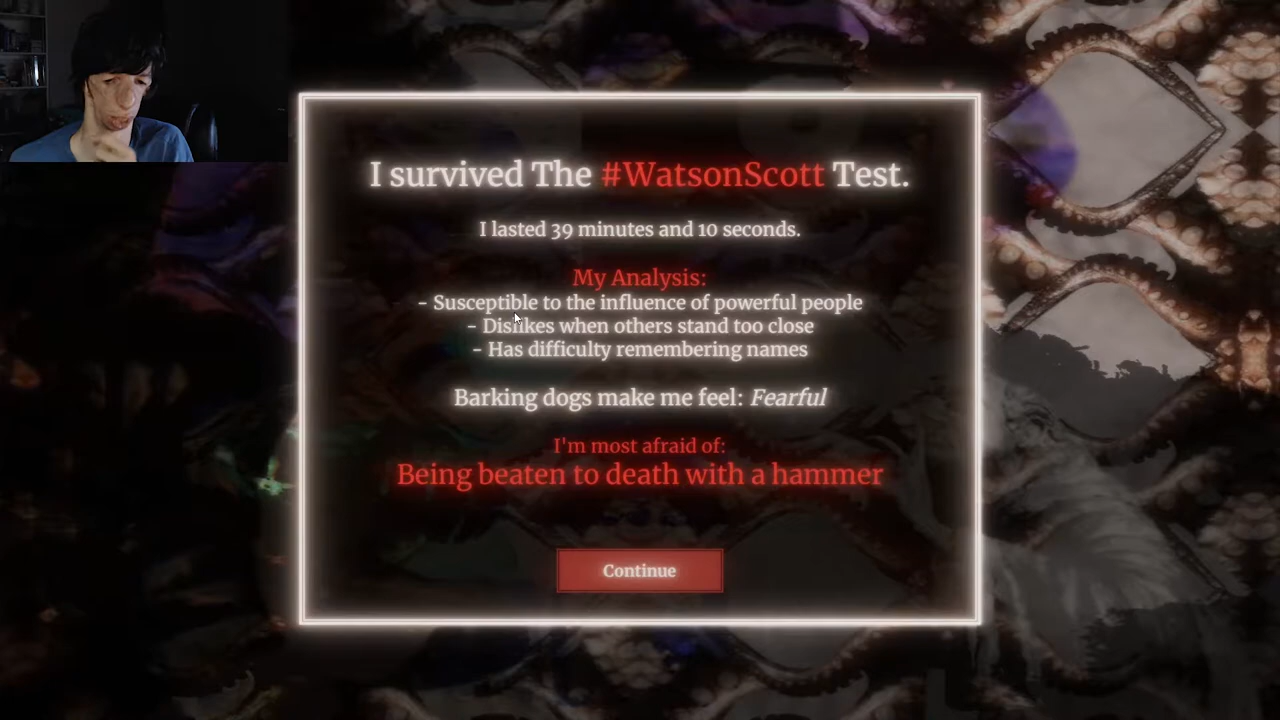 I survived The #WatsonScott Test.
I lasted 39 minutes and 10 seconds.
My Analysis:
- Susceptible to the influence of powerful people
- Dislikes when others stand too close
- Has difficulty remembering names
Barking dogs make me feel: Fearful
I'm most afraid of:
Being beaten to death with a hammer
Continue